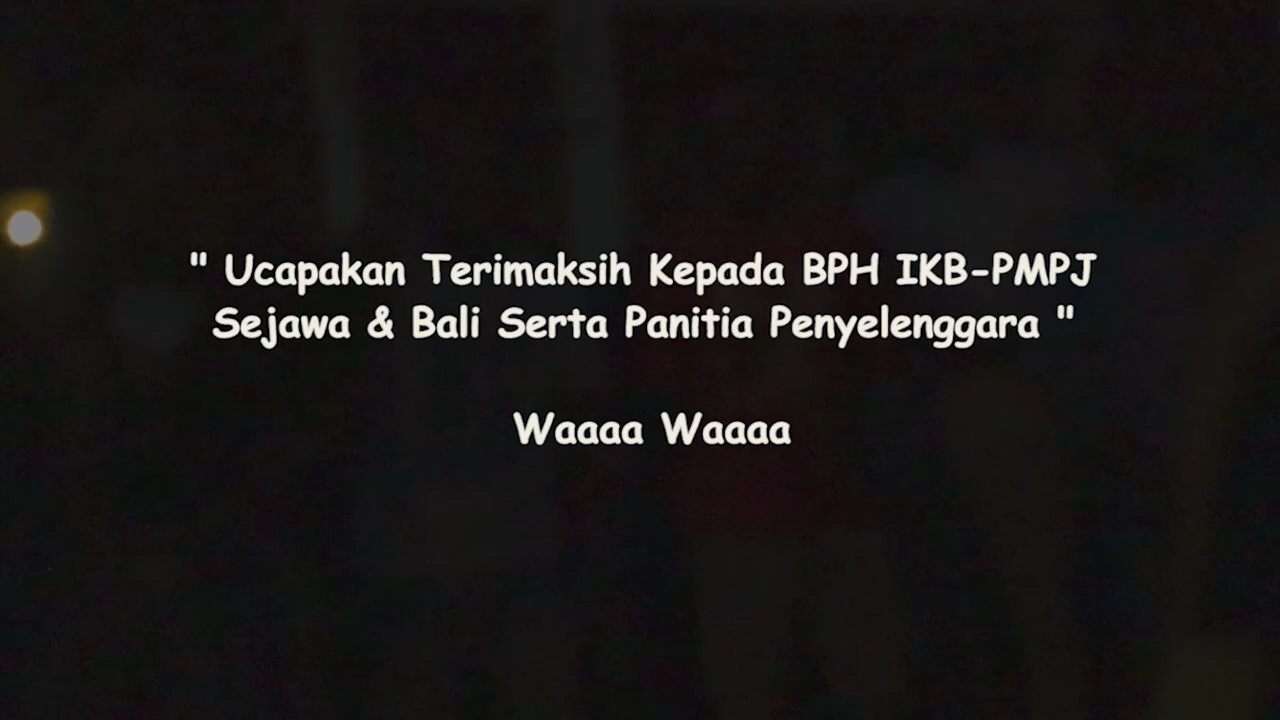 " Ucapakan Terimaksih Kepada BPH IKB-PMPJ
Sejawa & Bali Serta Panitia Penyelenggara "
Waaaa Waaaa